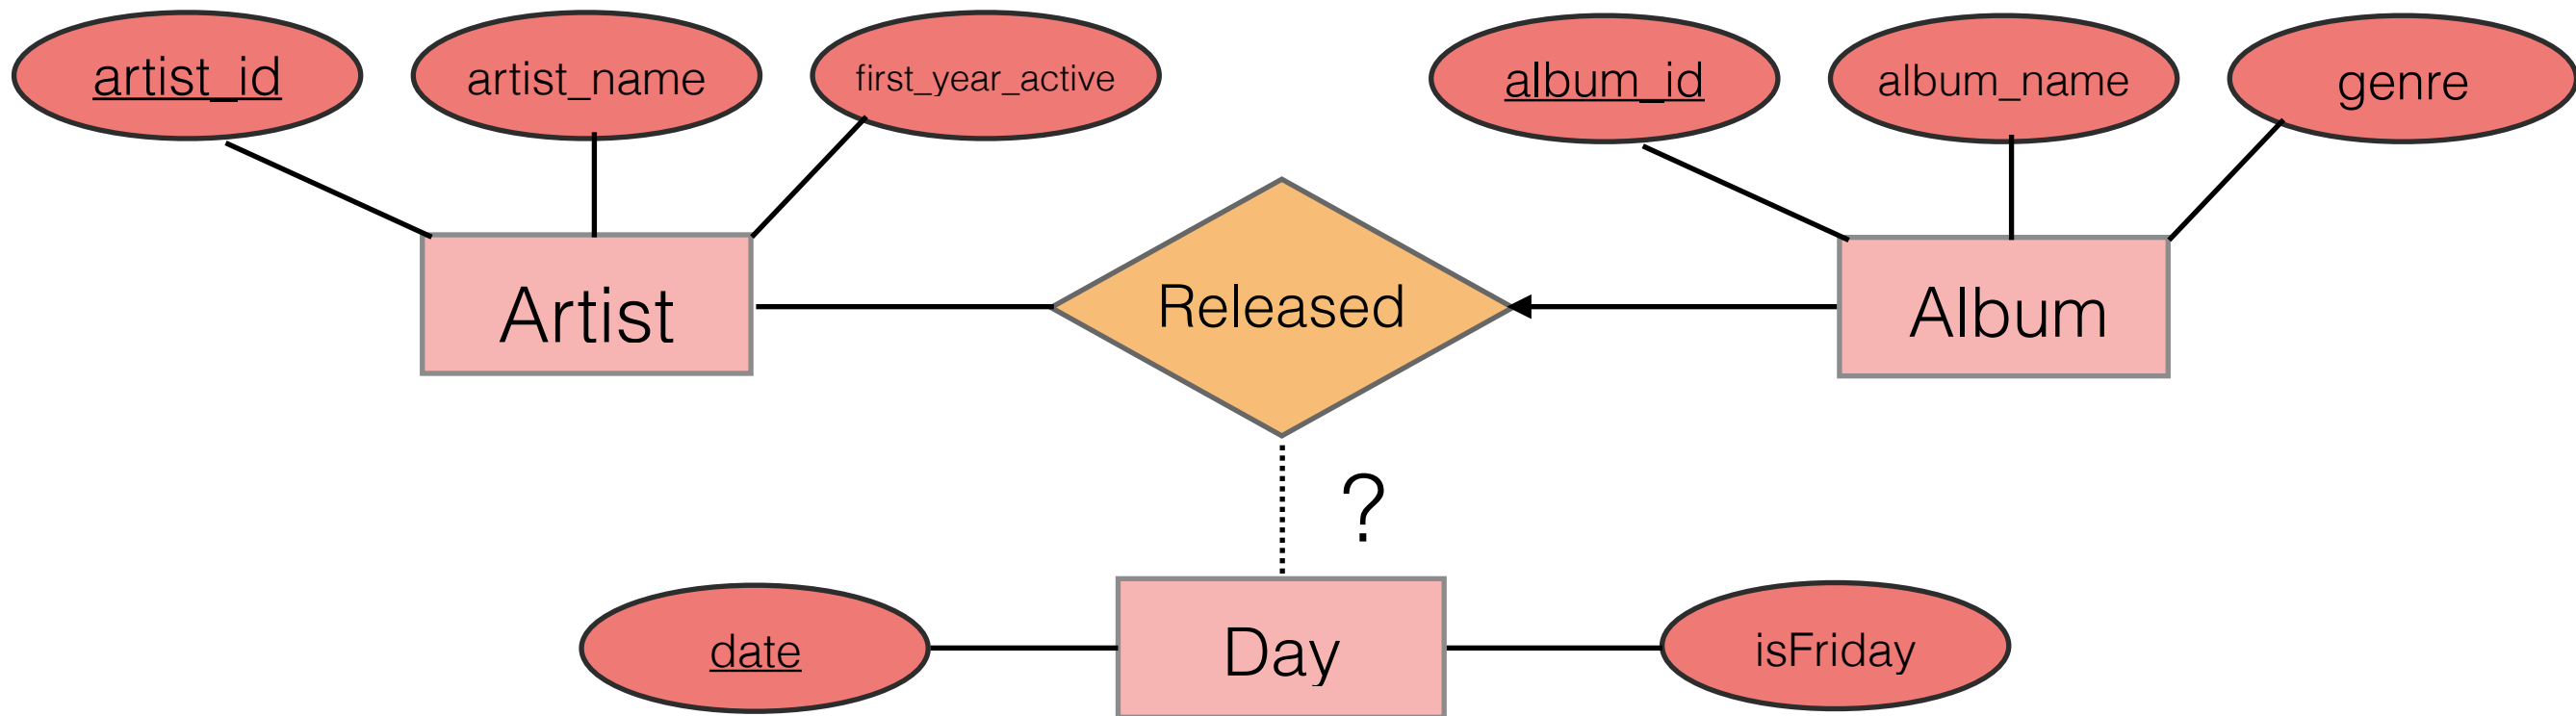 artist_id
artist_name
first_year_active
album_id
album_name
genre
Artist
Released
Album
?
date
Day
isFriday